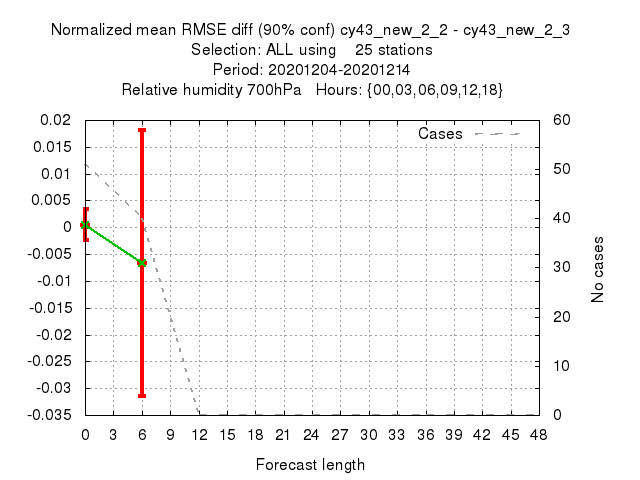 Normalized mean RMSE diff (90% conf) cy43_new_2_2 - cy43_new_2_3
Selection: ALL using 25 stations
Period: 20201204-20201214
Relative humidity 700hPa Hours: {00,03,06,09,12,18}
0.02
0.015
0.01
0.005
0
-0.005
-0.01
-0.015
-0.02
-0.025
-0.03
-0.035
Cases
60
50
40
30
20
10
0
No cases
0 3 6 9 12 15 18 21 24 27 30 33 36 39 42 45 48
Forecast length